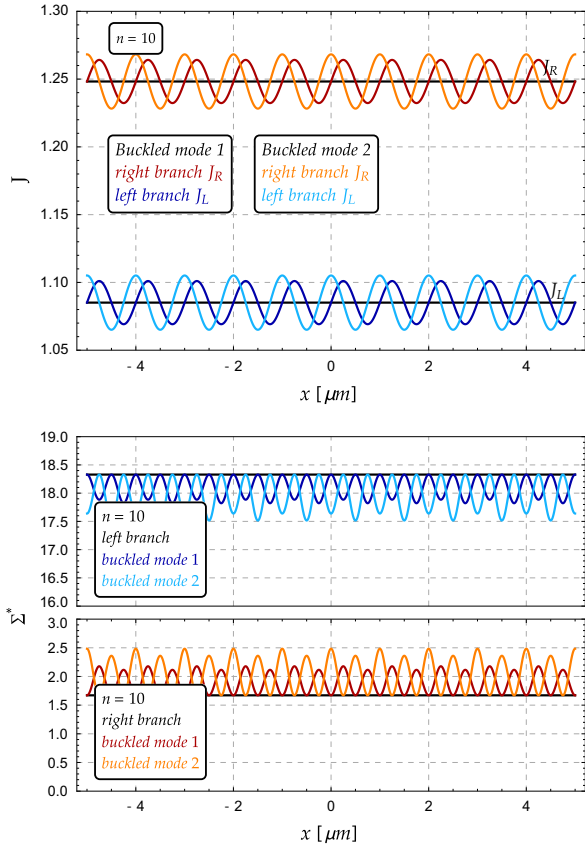 1.30
n = 10
1.25
J_R
1.20
Buckled mode 1 Buckled mode 2
right branch J_R right branch J_R
left branch J_L left branch J_L
J
1.15
1.10
J_L
1.05
- 4 - 2 0 2 4
x [μm]
19.0
18.5
18.0
17.5
17.0
16.5
16.0
n = 10
left branch
buckled mode 1
buckled mode 2
Σ*
3.0
2.5
2.0
1.5
1.0
0.5
0.0
n = 10
right branch
buckled mode 1
buckled mode 2
- 4 - 2 0 2 4
x [μm]